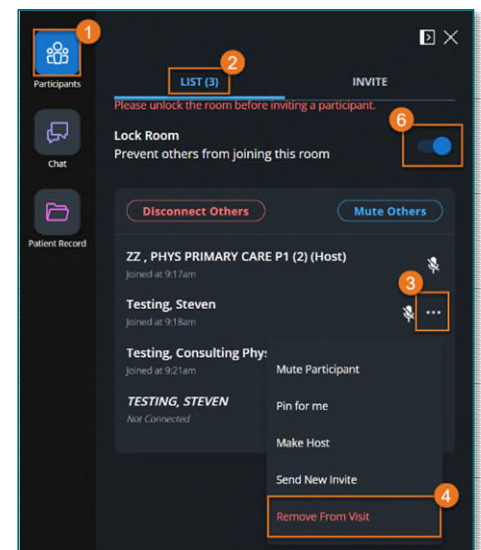 1
Participants
2
LIST (3)
INVITE
Please unlock the room before inviting a participant.
6
Lock Room
Prevent others from joining this room
Chat
Disconnect Others
Mute Others
Patient Record
ZZ , PHYS PRIMARY CARE P1 (2) (Host)
Joined at 9:17am
3
Testing, Steven
Joined at 9:18am
Testing, Consulting Phy
Joined at 9:21am
Mute Participant
TESTING, STEVEN
Not Connected
Pin for me
Make Host
Send New Invite
4
Remove From Visit